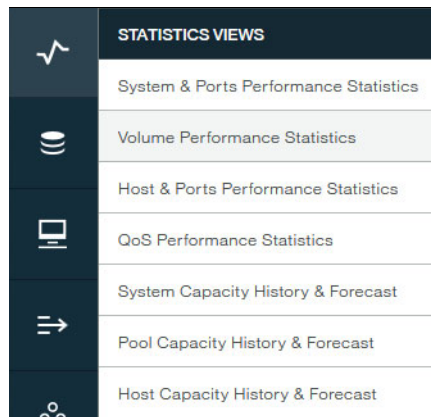 STATISTICS VIEWS
System & Ports Performance Statistics
Volume Performance Statistics
Host & Ports Performance Statistics
QoS Performance Statistics
System Capacity History & Forecast
Pool Capacity History & Forecast
Host Capacity History & Forecast